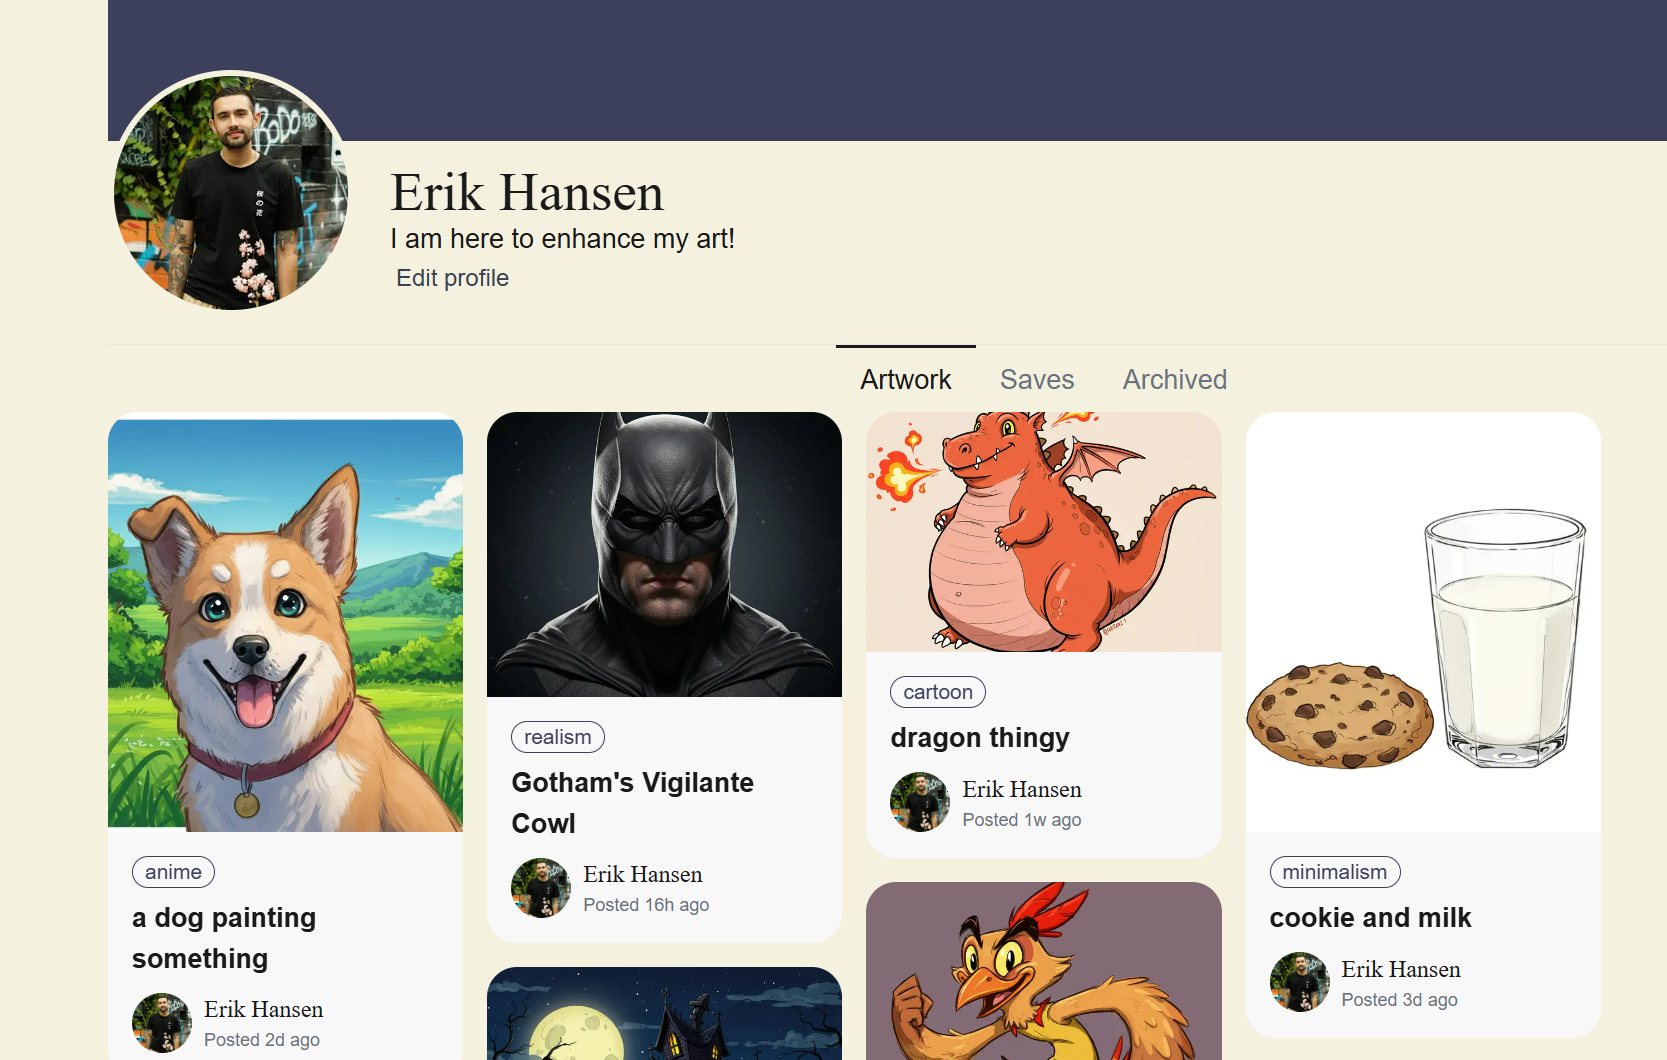 Erik Hansen
I am here to enhance my art!
Edit profile
Artwork
Saves
Archived
anime
a dog painting
something
Erik Hansen
Posted 2d ago
realism
Gotham's Vigilante
Cowl
Erik Hansen
Posted 16h ago
cartoon
dragon thingy
Erik Hansen
Posted 1w ago
minimalism
cookie and milk
Erik Hansen
Posted 3d ago